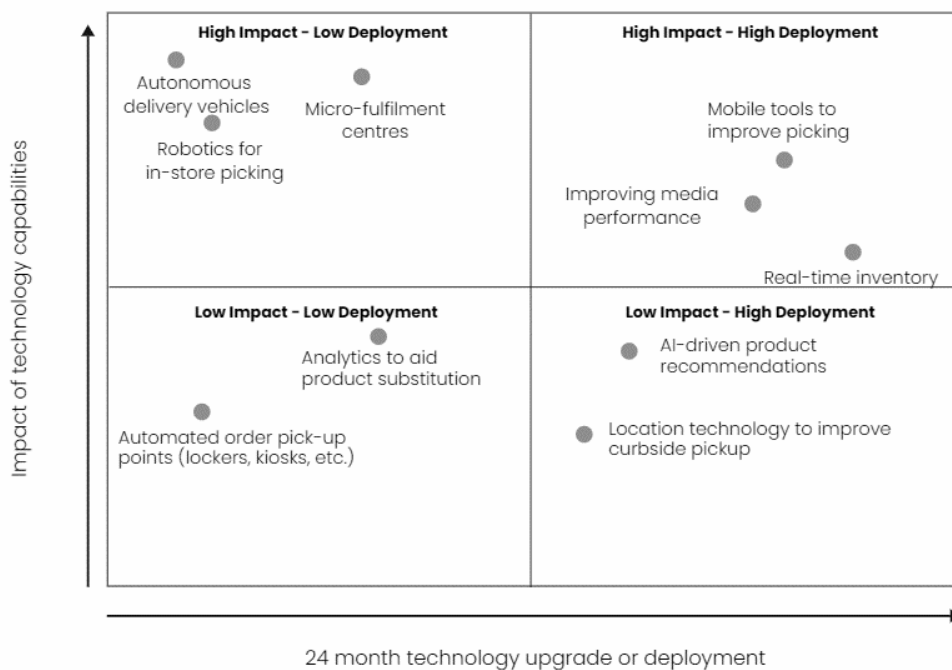 High Impact - Low Deployment
Autonomous
delivery vehicles
Micro-fulfilment
centres
Robotics for
in-store picking
High Impact - High Deployment
Mobile tools to
improve picking
Improving media
performance
Real-time inventory
Low Impact - Low Deployment
Analytics to aid
product substitution
Automated order pick-up
points (lockers, kiosks, etc.)
Low Impact - High Deployment
AI-driven product
recommendations
Location technology to improve
curbside pickup
Impact of technology capabilities
24 month technology upgrade or deployment